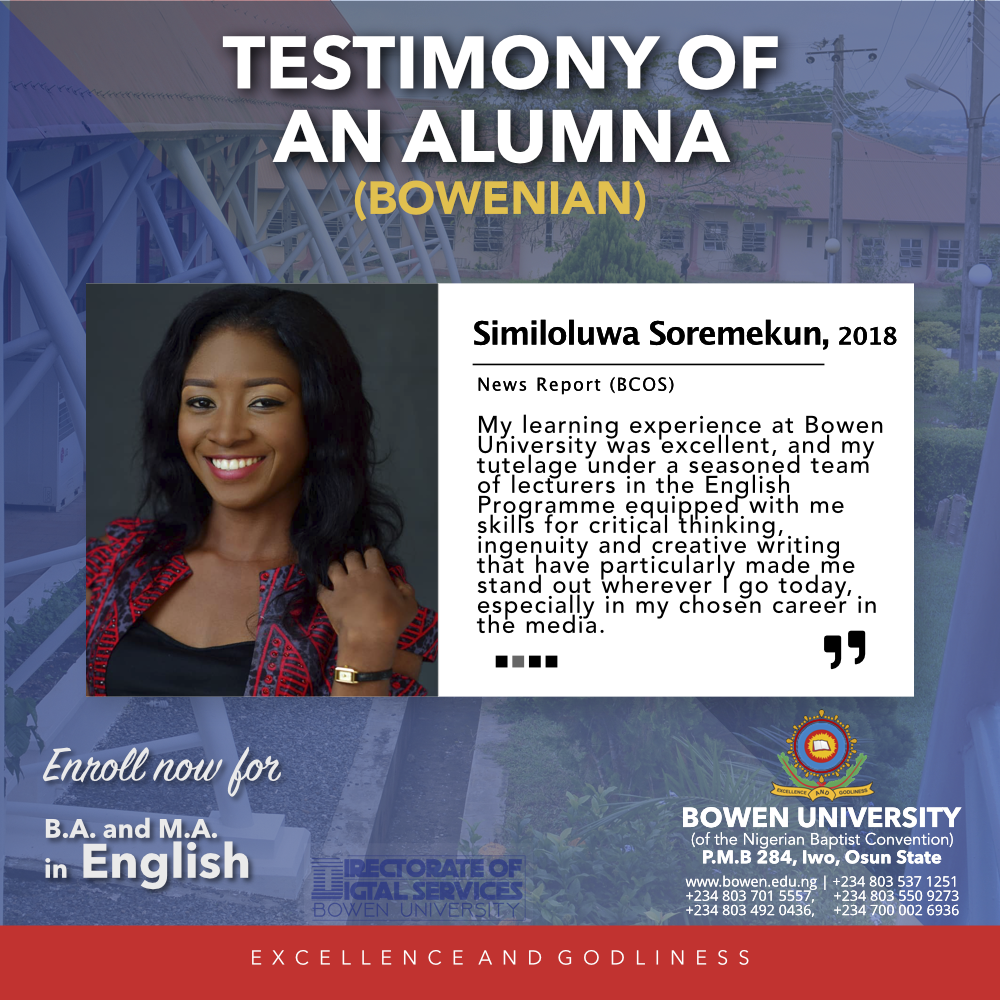 TESTIMONY OF
AN ALUMNA
(BOWENIAN)
Similoluwa Soremekun, 2018
News Report (BCOS)
My learning experience at Bowen
University was excellent, and my
tutelage under a seasoned team
of lecturers in the English
Programme equipped with me
skills for critical thinking,
ingenuity and creative writing
that have particularly made me
stand out wherever I go today,
especially in my chosen career in
the media.
”
Enroll now for
B.A. and M.A.
in English
DIRECTORATE OF
DIGTAL SERVICES
BOWEN UNIVERSITY
EXCELLENCE AND GODLINESS
BOWEN UNIVERSITY
(of the Nigerian Baptist Convention)
P.M.B 284, Iwo, Osun State
www.bowen.edu.ng | +234 803 537 1251
+234 803 701 5557, +234 803 550 9273
+234 803 492 0436, +234 700 002 6936
EXCELLENCE AND GODLINESS